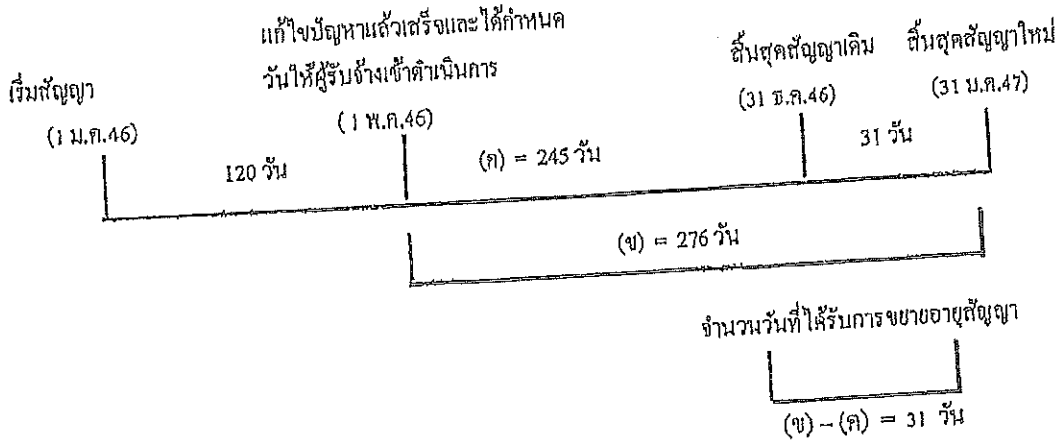 แก้ไขปัญหาแล้วเสร็จและได้กำหนด
วันให้ผู้รับจ้างเข้าดำเนินการ
(1 พ.ค.46)
เริ่มสัญญา
(1 ม.ค.46)
สิ้นสุดสัญญาเดิม
(31 ธ.ค.46)
สิ้นสุดสัญญาใหม่
(31 ม.ค.47)
120 วัน
(ค) = 245 วัน
31 วัน
(ข) = 276 วัน
จำนวนวันที่ได้รับการขยายอายุสัญญา
(ข) – (ค) = 31 วัน